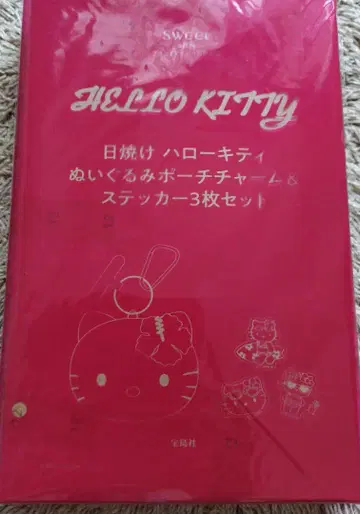 sweet
HELLO KITTY
日焼け ハローキティ
ぬいぐるみポーチチャーム&
ステッカー3枚セット
宝島社